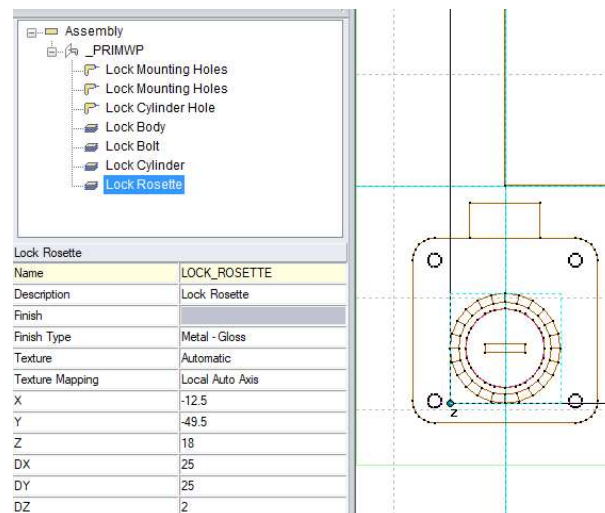 Assembly
_PRIMWP
Lock Mounting Holes
Lock Mounting Holes
Lock Cylinder Hole
Lock Body
Lock Bolt
Lock Cylinder
Lock Rosette
Lock Rosette
Name LOCK_ROSETTE
Description Lock Rosette
Finish
Finish Type Metal - Gloss
Texture Automatic
Texture Mapping Local Auto Axis
X -12.5
Y -49.5
Z 18
DX 25
DY 25
DZ 2
Z